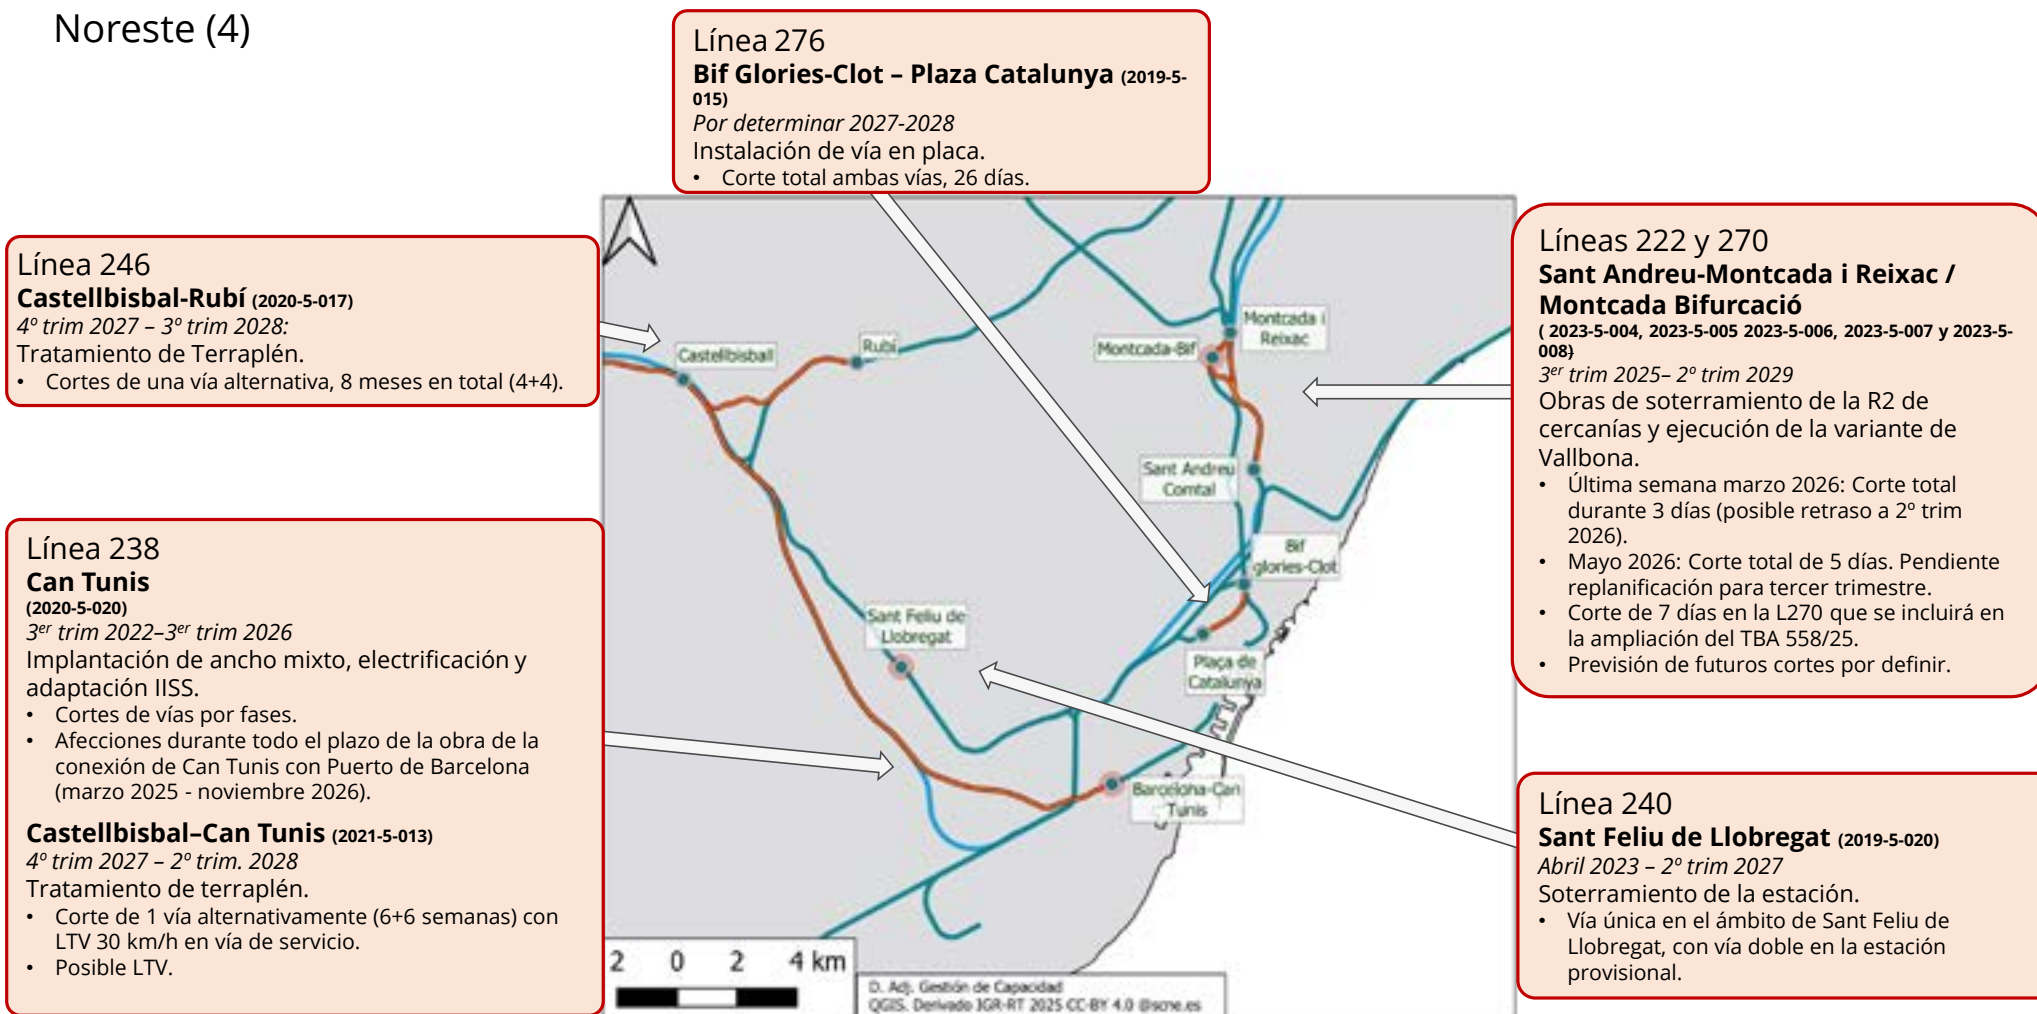 Noreste (4)
Línea 276
Bif Glories-Clot – Plaza Catalunya (2019-5-
015)
Por determinar 2027-2028
Instalación de vía en placa.
• Corte total ambas vías, 26 días.
Línea 246
Castellbisbal-Rubí (2020-5-017)
4º trim 2027 – 3º trim 2028:
Tratamiento de Terraplén.
• Cortes de una vía alternativa, 8 meses en total (4+4).
Línea 238
Can Tunis
(2020-5-020)
3er trim 2022–3er trim 2026
Implantación de ancho mixto, electrificación y
adaptación IISS.
• Cortes de vías por fases.
• Afecciones durante todo el plazo de la obra de la
conexión de Can Tunis con Puerto de Barcelona
(marzo 2025 - noviembre 2026).
Castellbisbal–Can Tunis (2021-5-013)
4º trim 2027 – 2º trim. 2028
Tratamiento de terraplén.
• Corte de 1 vía alternativamente (6+6 semanas) con
LTV 30 km/h en vía de servicio.
• Posible LTV.
Líneas 222 y 270
Sant Andreu-Montcada i Reixac /
Montcada Bifurcació
( 2023-5-004, 2023-5-005 2023-5-006, 2023-5-007 y 2023-5-
008)
3er trim 2025– 2º trim 2029
Obras de soterramiento de la R2 de
cercanías y ejecución de la variante de
Vallbona.
• Última semana marzo 2026: Corte total
durante 3 días (posible retraso a 2º trim
2026).
• Mayo 2026: Corte total de 5 días. Pendiente
replanificación para tercer trimestre.
• Corte de 7 días en la L270 que se incluirá en
la ampliación del TBA 558/25.
• Previsión de futuros cortes por definir.
Línea 240
Sant Feliu de Llobregat (2019-5-020)
Abril 2023 – 2º trim 2027
Soterramiento de la estación.
• Vía única en el ámbito de Sant Feliu de
Llobregat, con vía doble en la estación
provisional.
Castellbisball
Rubí
Montcada-Bif
Montcada i
Reixac
Sant Andreu
Comtal
Bif
glories-Clot
Sant Feliu de
Llobregat
Plaça de
Catalunya
Barcelona-Can
Tunis
2 0 2 4 km
D. Adj. Gestión de Capacidad
QGIS. Derivado IGR-RT 2025 CC-BY 4.0 @scne.es